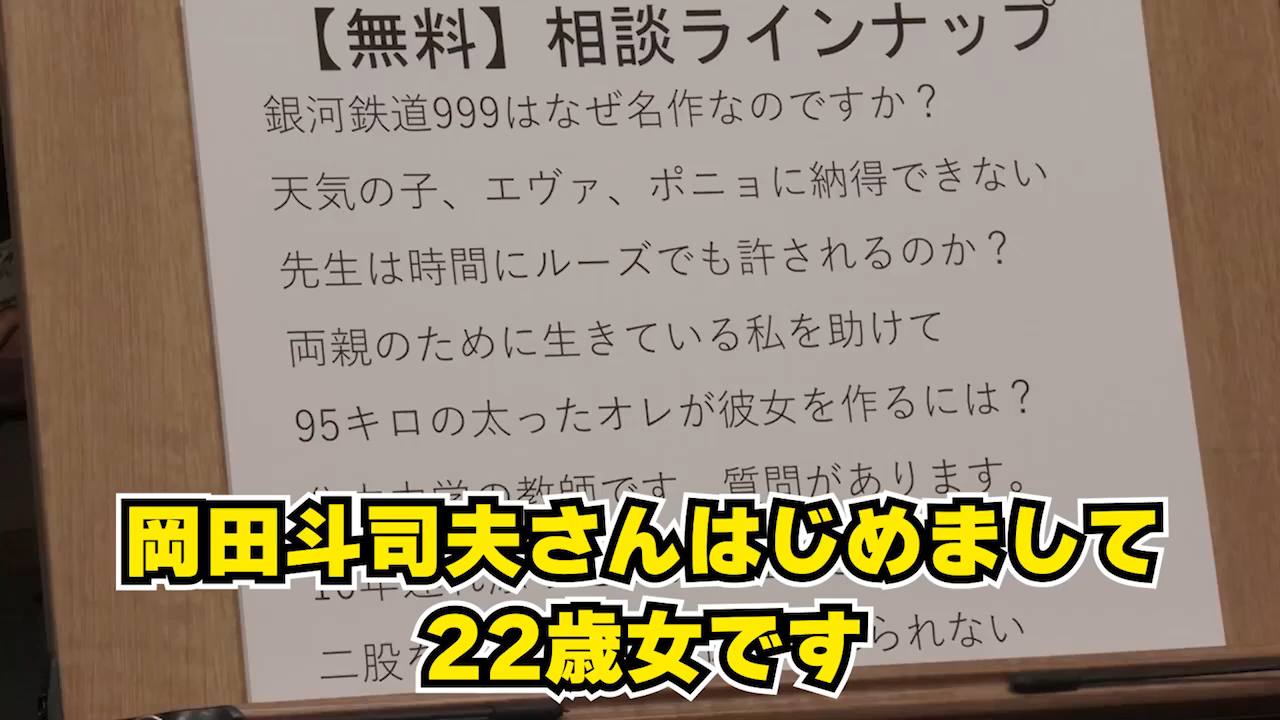 【無料】相談ラインナップ
銀河鉄道999はなぜ名作なのですか？
天気の子、エヴァ、ポニョに納得できない
先生は時間にルーズでも許されるのか？
両親のために生きている私を助けて
95キロの太ったオレが彼女を作るには？
の教師です 質問があります。
岡田斗司夫さんはじめまして
22歳女です
二股 られない